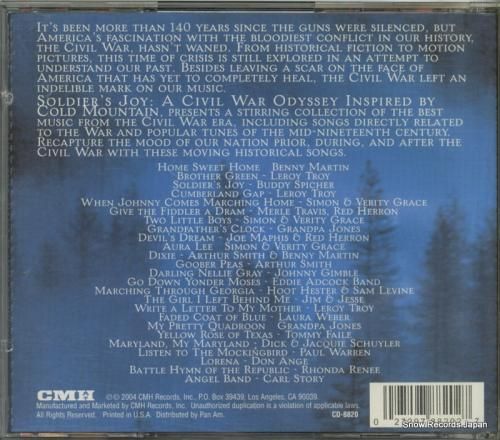 IT'S BEEN MORE THAN 140 YEARS SINCE THE GUNS WERE SILENCED, BUT
AMERICA'S FASCINATION WITH THE BLOODIEST CONFLICT IN OUR HISTORY,
THE CIVIL WAR, HASN'T WANED. FROM HISTORICAL FICTION TO MOTION
PICTURES, THIS TIME OF CRISIS IS STILL EXPLORED IN AN ATTEMPT TO
UNDERSTAND OUR PAST. BESIDES LEAVING A SCAR ON THE FACE OF
AMERICA THAT HAS YET TO COMPLETELY HEAL, THE CIVIL WAR LEFT AN
INDELIBLE MARK ON OUR MUSIC.
SOLDIER'S JOY: A CIVIL WAR ODYSSEY INSPIRED BY
COLD MOUNTAIN, PRESENTS A STIRRING COLLECTION OF THE BEST
MUSIC FROM THE CIVIL WAR ERA, INCLUDING SONGS DIRECTLY RELATED
TO THE WAR AND POPULAR TUNES OF THE MID-NINETEENTH CENTURY.
RECAPTURE THE MOOD OF OUR NATION PRIOR, DURING, AND AFTER THE
CIVIL WAR WITH THESE MOVING HISTORICAL SONGS.
HOME SWEET HOME - BENNY MARTIN
BROTHER GREEN - LEROY TROY
SOLDIER'S JOY - BUDDY SPICHER
CUMBERLAND GAP - LEROY TROY
WHEN JOHNNY COMES MARCHING HOME - SIMON & VERITY GRACE
GIVE THE FIDDLER A DRAM - MERLE TRAVIS, RED HERRON
TWO LITTLE BOYS - SIMON & VERITY GRACE
GRANDFATHER'S CLOCK - GRANDPA JONES
DEVIL'S DREAM - JOE MAPHIS & RED HERRON
AURA LEE - SIMON & VERITY GRACE
DIXIE - ARTHUR SMITH & BENNY MARTIN
GOOBER PEAS - ARTHUR SMITH
DARLING NELLIE GRAY - JOHNNY GIMBLE
GO DOWN YONDER MOSES - EDDIE ADCOCK BAND
MARCHING THROUGH GEORGIA - HOOT HESTER & SAM LEVINE
THE GIRL I LEFT BEHIND ME - JIM & JESSE
WRITE A LETTER TO MY MOTHER - LEROY TROY
FADED COAT OF BLUE - LAURA WEBER
MY PRETTY QUADROON - GRANDPA JONES
YELLOW ROSE OF TEXAS - TOMMY FAILE
MARYLAND, MY MARYLAND - DICK & JACQUIE SCHUYLER
LISTEN TO THE MOCKINGBIRD - PAUL WARREN
LORENA - DON ANGE
BATTLE HYMN OF THE REPUBLIC - RHONDA RENEE
ANGEL BAND - CARL STORY
CMH
℗ © 2004 CMH Records, Inc. P.O. Box 39439, Los Angeles, CA 90039.
Manufactured and Marketed by CMH Records, Inc. Unauthorized duplication is a violation of applicable laws.
Printed in U.S.A. Distributed by Pan Am.
CD-8820
Snow Records Japan
www.snowrecords.jp